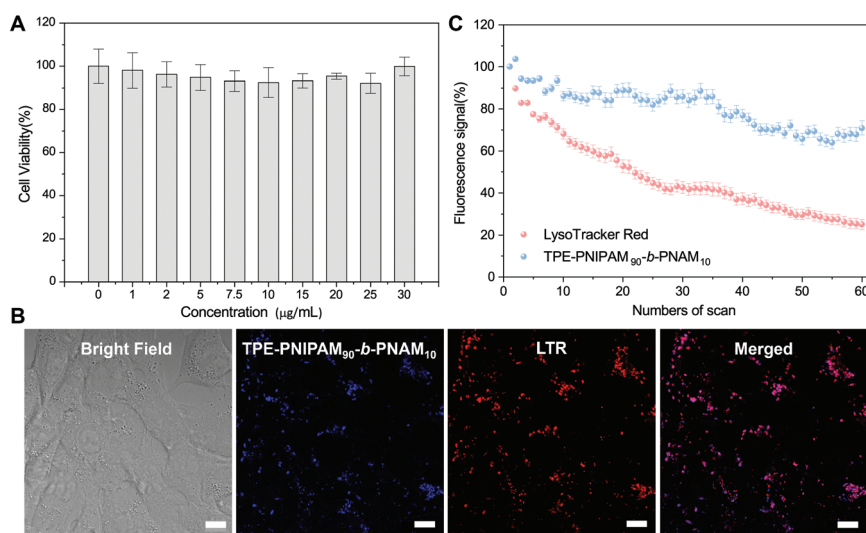 A
120
100
80
60
40
20
0
Cell Viability(%)
0 1 2 5 7.5 10 15 20 25 30
Concentration (μg/mL)
C
120
100
80
60
40
20
0
Fluorescence signal(%)
LysoTracker Red
TPE-PNIPAM₉₀-b-PNAM₁₀
0 10 20 30 40 50 60
Numbers of scan
B
Bright Field
TPE-PNIPAM₉₀-b-PNAM₁₀
LTR
Merged